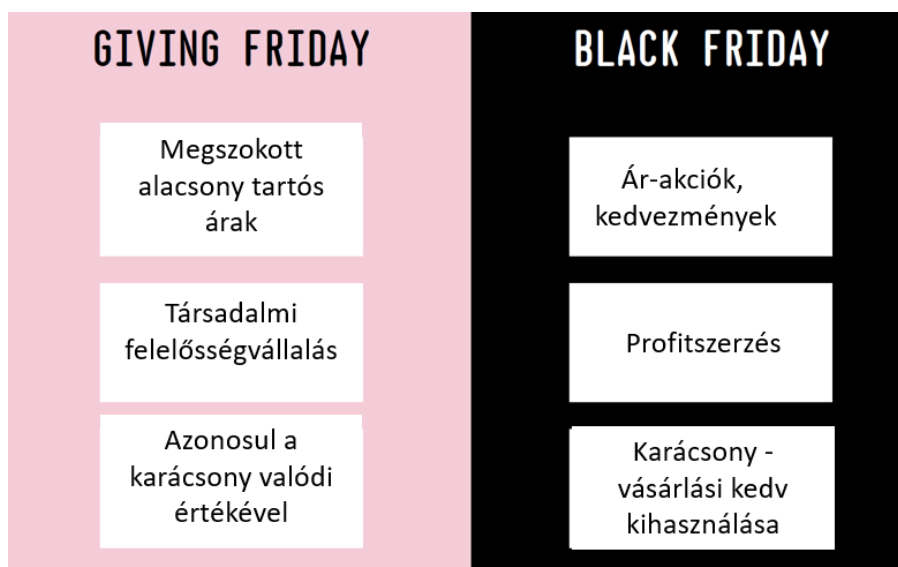 GIVING FRIDAY
Megszokott
alacsony tartós
árak
Társadalmi
felelősségvállalás
Azonosul a
karácsony valódi
értékével
BLACK FRIDAY
Ár-akciók,
kedvezmények
Profitszerzés
Karácsony -
vásárlási kedv
kihasználása